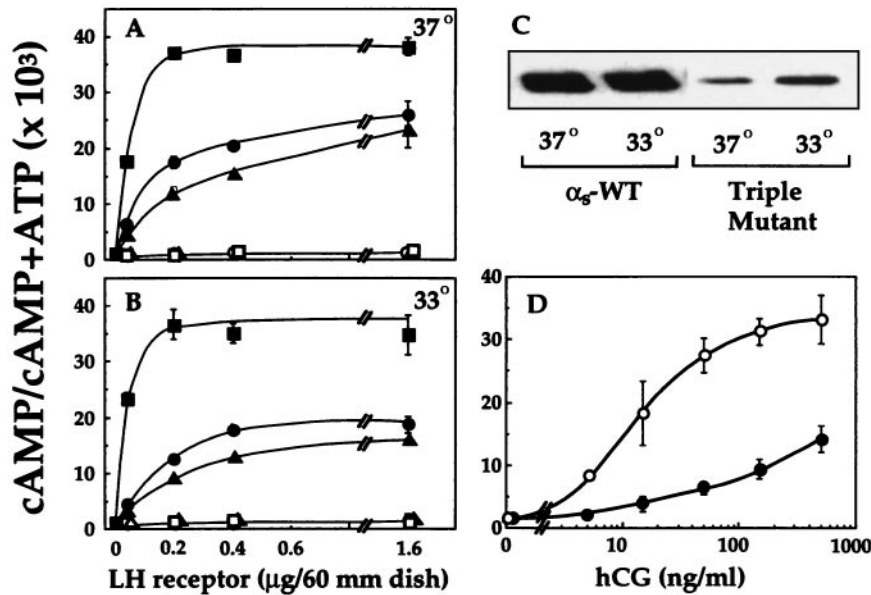 cAMP/cAMP+ATP (x 10³)
A
37°
40
30
20
10
0
B
33°
40
30
20
10
0
0 0.2 0.4 0.6 1.6
LH receptor (µg/60 mm dish)
C
37° 33° 37° 33°
αs-WT Triple
Mutant
D
40
30
20
10
0
0 10 100 1000
hCG (ng/ml)